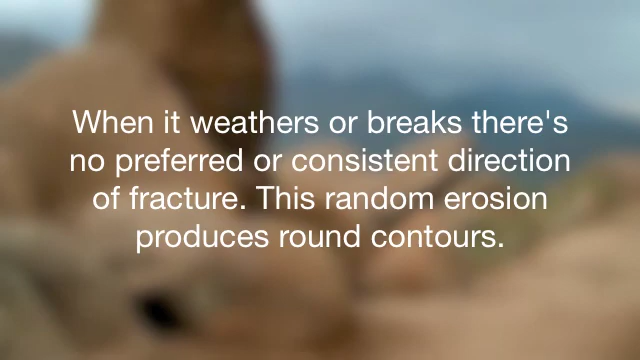 When it weathers or breaks there's
no preferred or consistent direction
of fracture. This random erosion
produces round contours.